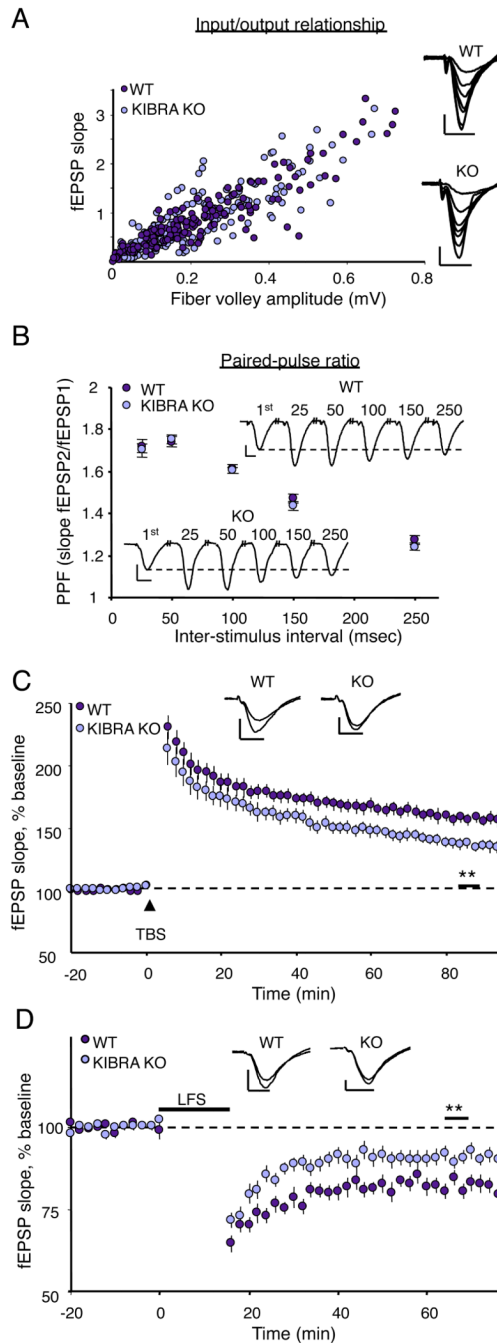 A
Input/output relationship
WT
KIBRA KO
WT
KO
fEPSP slope
3
2
1
0
0.2
0.4
0.6
0.8
Fiber volley amplitude (mV)
B
Paired-pulse ratio
WT
KIBRA KO
WT
1st 25 50 100 150 250
KO
1st 25 50 100 150 250
PPF (slope fEPSP2/fEPSP1)
2
1.8
1.6
1.4
1.2
1
0 50 100 150 200 250
Inter-stimulus interval (msec)
C
WT
KIBRA KO
WT KO
fEPSP slope, % baseline
250
200
150
100
50
**
TBS
-20 0 20 40 60 80
Time (min)
D
WT
KIBRA KO
WT KO
LFS
**
fEPSP slope, % baseline
100
75
50
-20 0 20 40 60
Time (min)